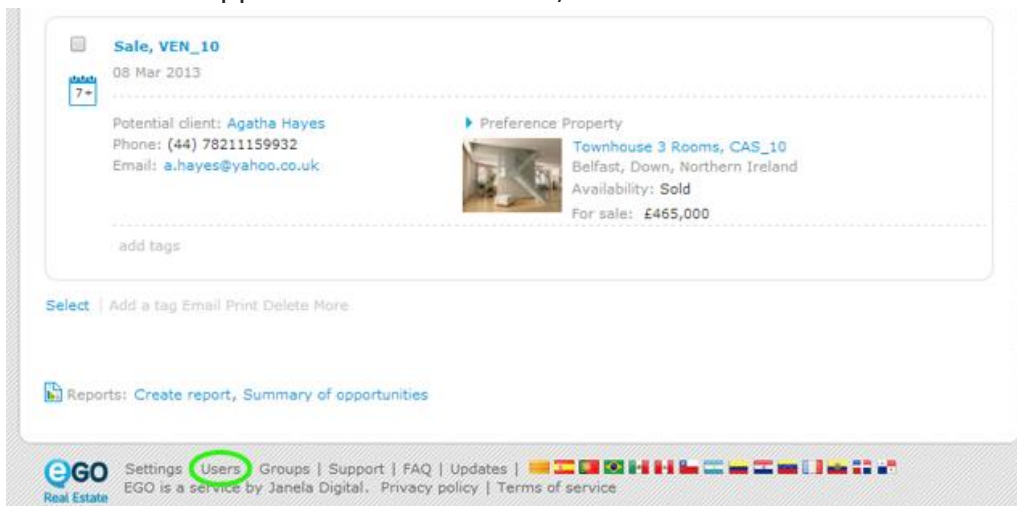 Sale, VEN_10
08 Mar 2013
7+
Potential client: Agatha Hayes
Phone: (44) 78211159932
Email: a.hayes@yahoo.co.uk
Preference Property
Townhouse 3 Rooms, CAS_10
Belfast, Down, Northern Ireland
Availability: Sold
For sale: £465,000
add tags
Select | Add a tag Email Print Delete More
Reports: Create report, Summary of opportunities
eGO Real Estate
Settings Users Groups | Support | FAQ | Updates |
EGO is a service by Janela Digital. Privacy policy | Terms of service